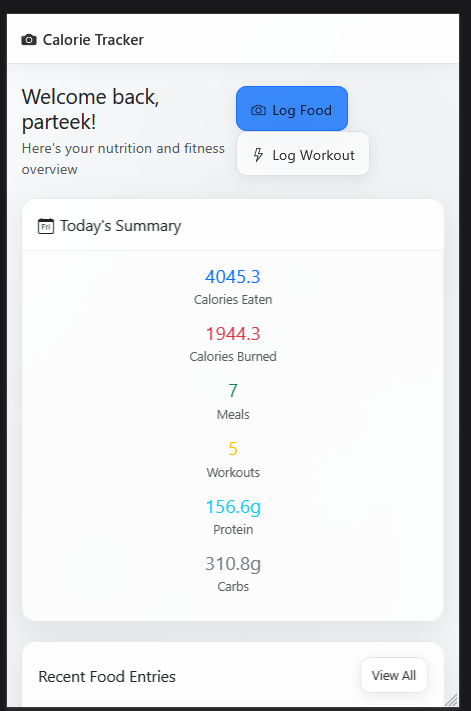 Calorie Tracker
Welcome back,
parteek!
Here's your nutrition and fitness
overview
Log Food
Log Workout
Fri
Today's Summary
4045.3
Calories Eaten
1944.3
Calories Burned
7
Meals
5
Workouts
156.6g
Protein
310.8g
Carbs
Recent Food Entries
View All